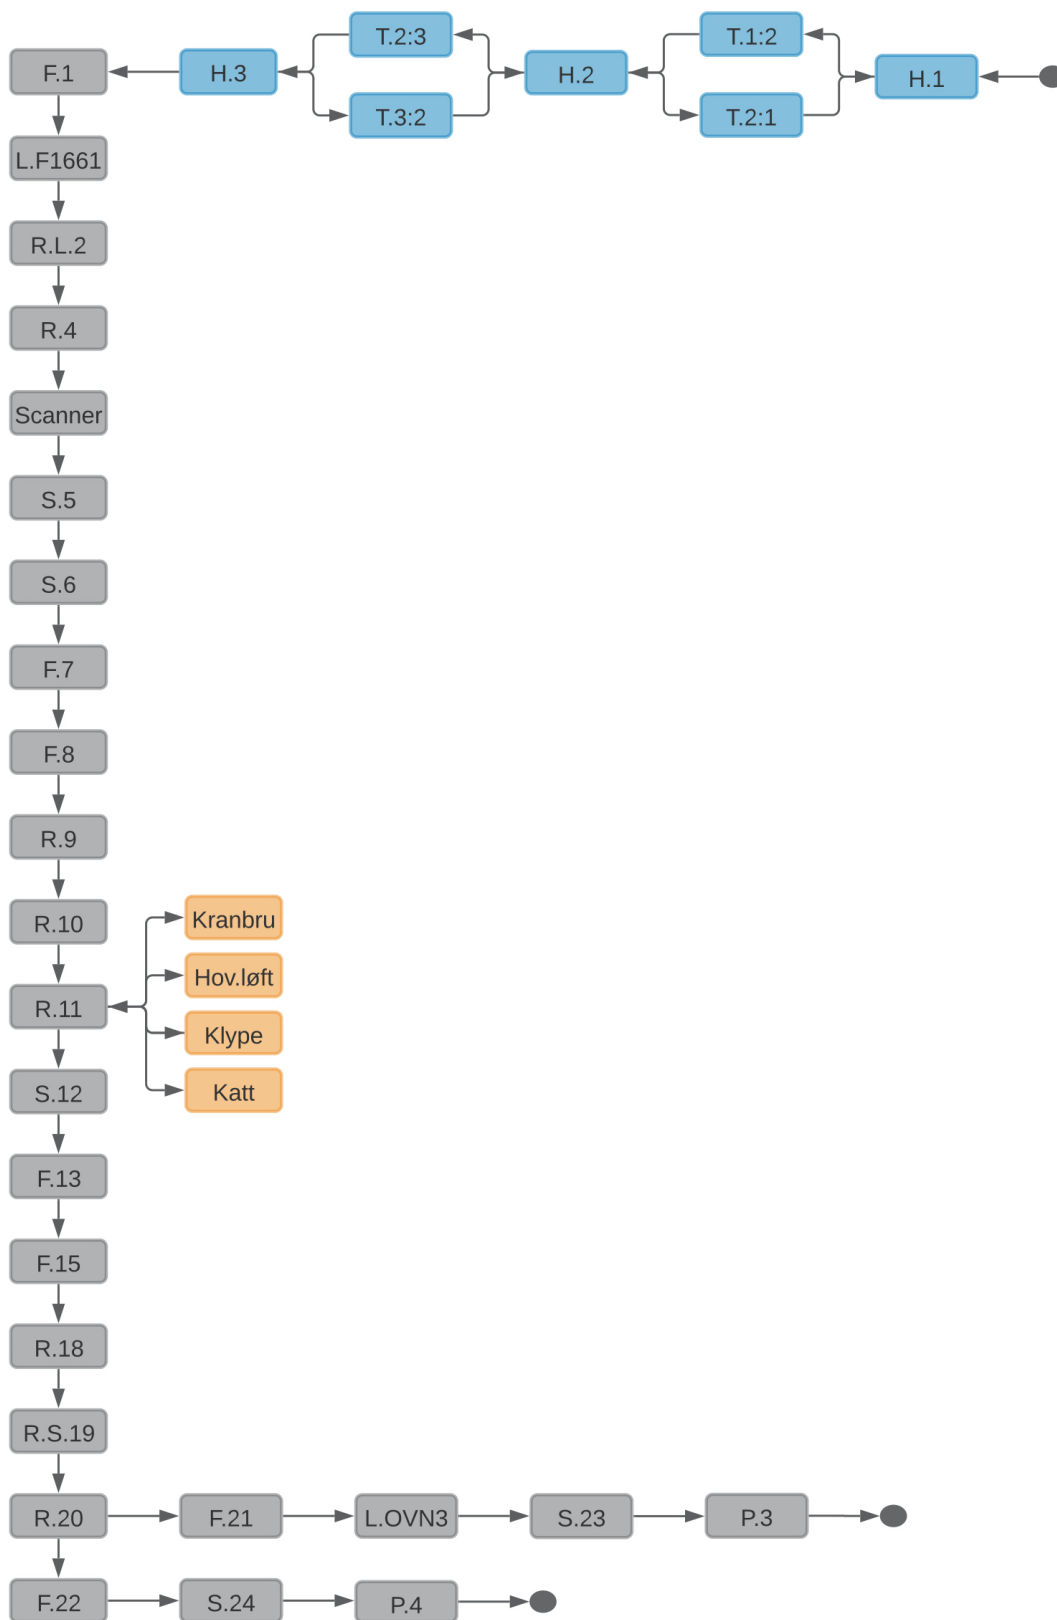 T.2:3
T.1:2
F.1
H.3
H.2
H.1
T.3:2
T.2:1
L.F1661
R.L.2
R.4
Scanner
S.5
S.6
F.7
F.8
R.9
R.10
Kranbru
Hov.løft
R.11
Klype
Katt
S.12
F.13
F.15
R.18
R.S.19
R.20
F.21
L.OVN3
S.23
P.3
F.22
S.24
P.4